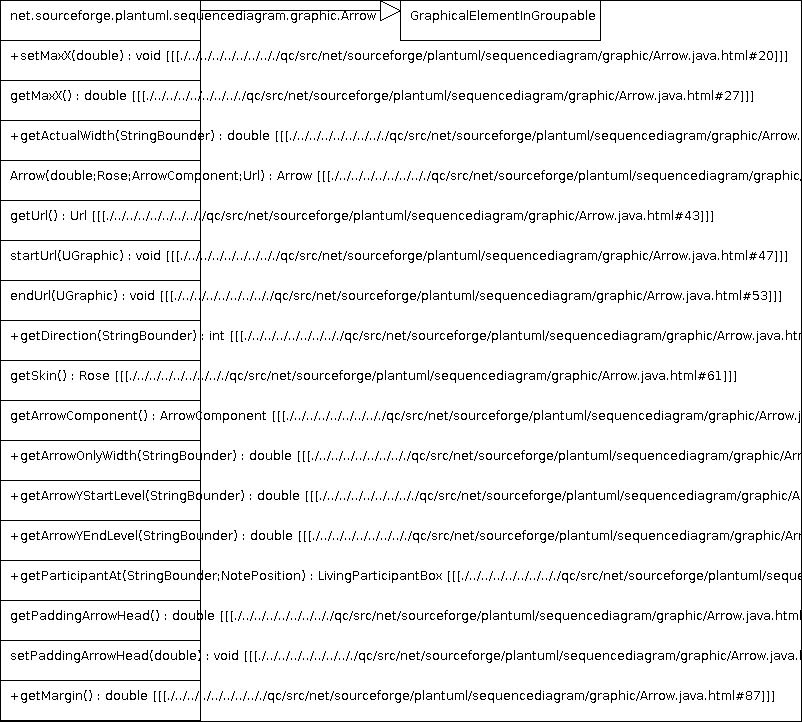 net.sourceforge.plantuml.sequencediagram.graphic.Arrow
GraphicalElementInGroupable
+setMaxX(double) : void [[[./../../../../../../../qc/src/net/sourceforge/plantuml/sequencediagram/graphic/Arrow.java.html#20]]]
getMaxX() : double [[[./../../../../../../../qc/src/net/sourceforge/plantuml/sequencediagram/graphic/Arrow.java.html#27]]]
+getActualWidth(StringBounder) : double [[[./../../../../../../../qc/src/net/sourceforge/plantuml/sequencediagram/graphic/Arrow.
Arrow(double;Rose;ArrowComponent;Url) : Arrow [[[./../../../../../../../qc/src/net/sourceforge/plantuml/sequencediagram/graphic/
getUrl() : Url [[[./../../../../../../../qc/src/net/sourceforge/plantuml/sequencediagram/graphic/Arrow.java.html#43]]]
startUrl(UGraphic) : void [[[./../../../../../../../qc/src/net/sourceforge/plantuml/sequencediagram/graphic/Arrow.java.html#47]]]
endUrl(UGraphic) : void [[[./../../../../../../../qc/src/net/sourceforge/plantuml/sequencediagram/graphic/Arrow.java.html#53]]]
+getDirection(StringBounder) : int [[[./../../../../../../../qc/src/net/sourceforge/plantuml/sequencediagram/graphic/Arrow.java.htm
getSkin() : Rose [[[./../../../../../../../qc/src/net/sourceforge/plantuml/sequencediagram/graphic/Arrow.java.html#61]]]
getArrowComponent() : ArrowComponent [[[./../../../../../../../qc/src/net/sourceforge/plantuml/sequencediagram/graphic/Arrow.j
+getArrowOnlyWidth(StringBounder) : double [[[./../../../../../../../qc/src/net/sourceforge/plantuml/sequencediagram/graphic/Arr
+getArrowYStartLevel(StringBounder) : double [[[./../../../../../../../qc/src/net/sourceforge/plantuml/sequencediagram/graphic/A
+getArrowYEndLevel(StringBounder) : double [[[./../../../../../../../qc/src/net/sourceforge/plantuml/sequencediagram/graphic/Arr
+getParticipantAt(StringBounder;NotePosition) : LivingParticipantBox [[[./../../../../../../../qc/src/net/sourceforge/plantuml/seque
getPaddingArrowHead() : double [[[./../../../../../../../qc/src/net/sourceforge/plantuml/sequencediagram/graphic/Arrow.java.html
setPaddingArrowHead(double) : void [[[./../../../../../../../qc/src/net/sourceforge/plantuml/sequencediagram/graphic/Arrow.java.h
+getMargin() : double [[[./../../../../../../../qc/src/net/sourceforge/plantuml/sequencediagram/graphic/Arrow.java.html#87]]]